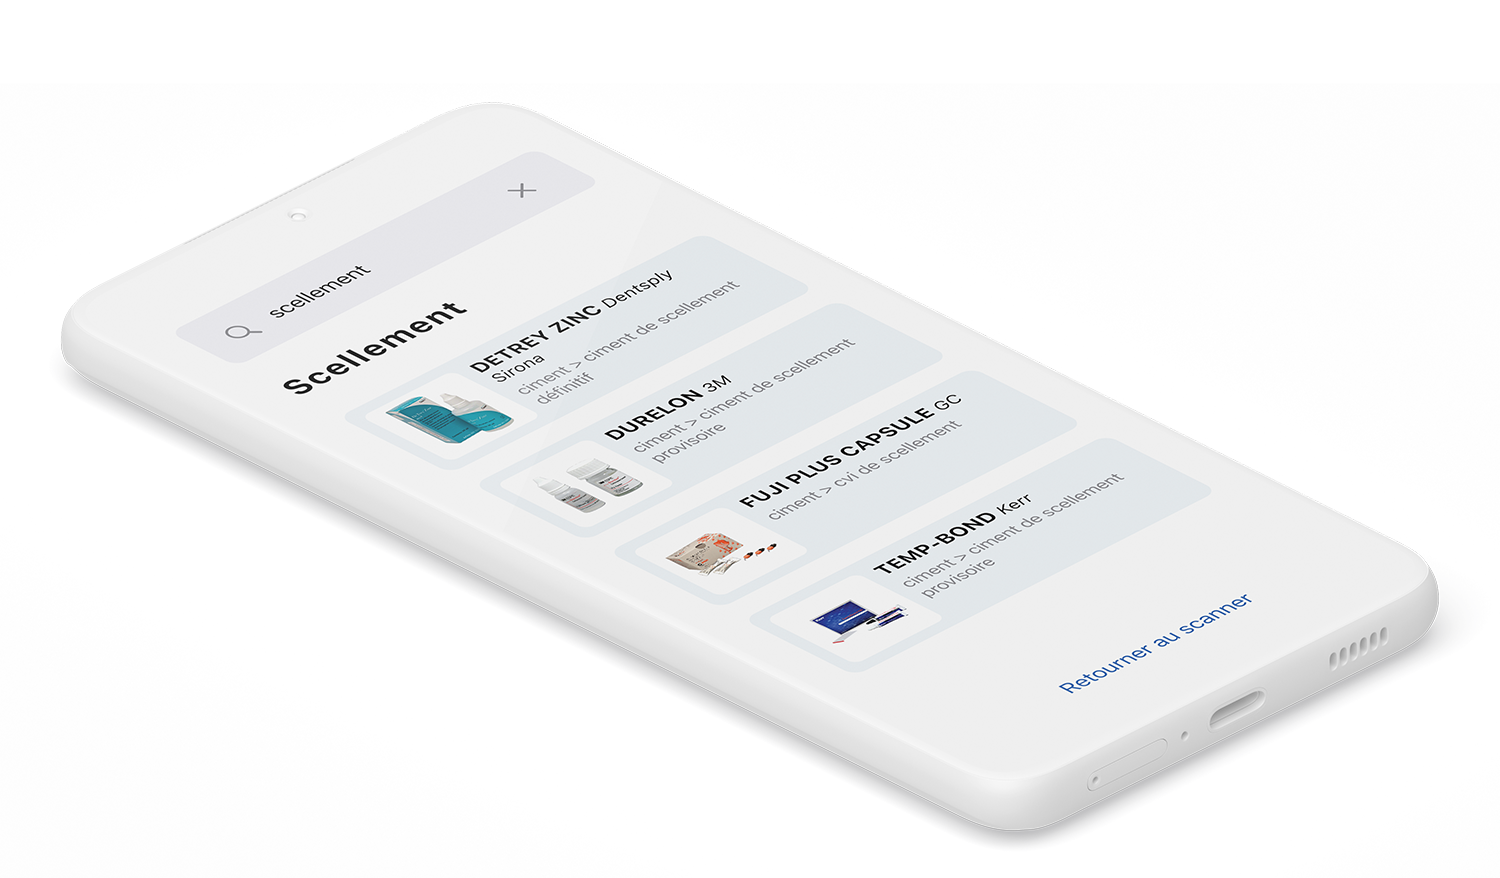 scellement
Scellement
DETREY ZINC Dentsply
Sirona
ciment > ciment de scellement
définitif
DURELON 3M
ciment > ciment de scellement
provisoire
FUJI PLUS CAPSULE GC
ciment > cvi de scellement
TEMP-BOND Kerr
ciment > ciment de scellement
provisoire
Retourner au scanner